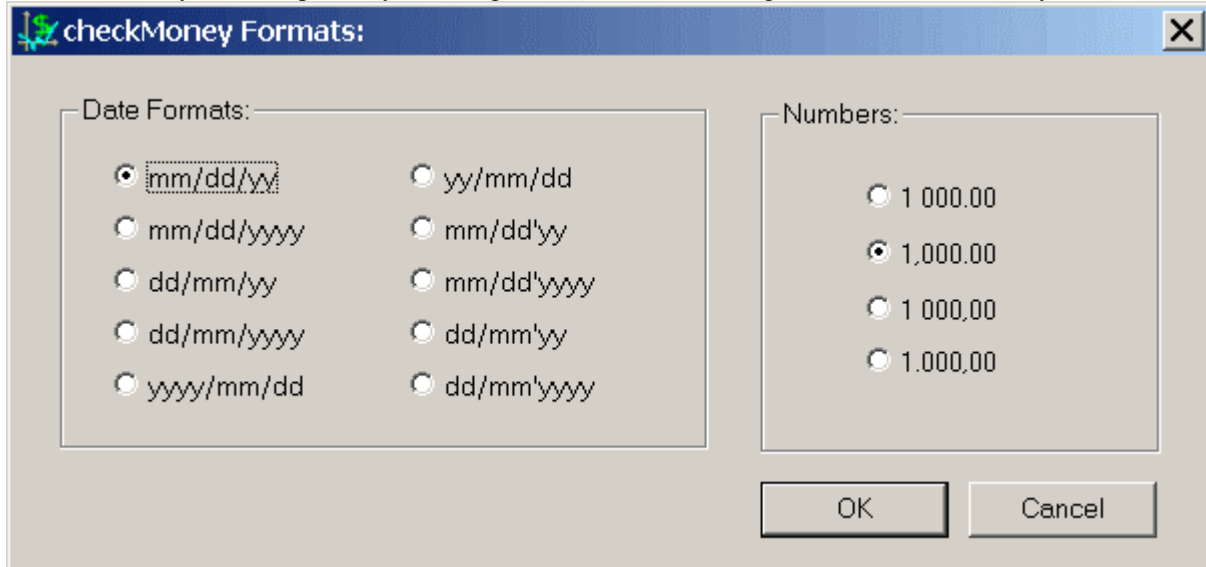 checkMoney Formats:
Date Formats:
mm/dd/yy
mm/dd/yyyy
dd/mm/yy
dd/mm/yyyy
yyyy/mm/dd
yy/mm/dd
mm/dd'yy
mm/dd'yyyy
dd/mm'yy
dd/mm'yyyy
Numbers:
1 000.00
1,000.00
1 000,00
1.000,00
OK
Cancel